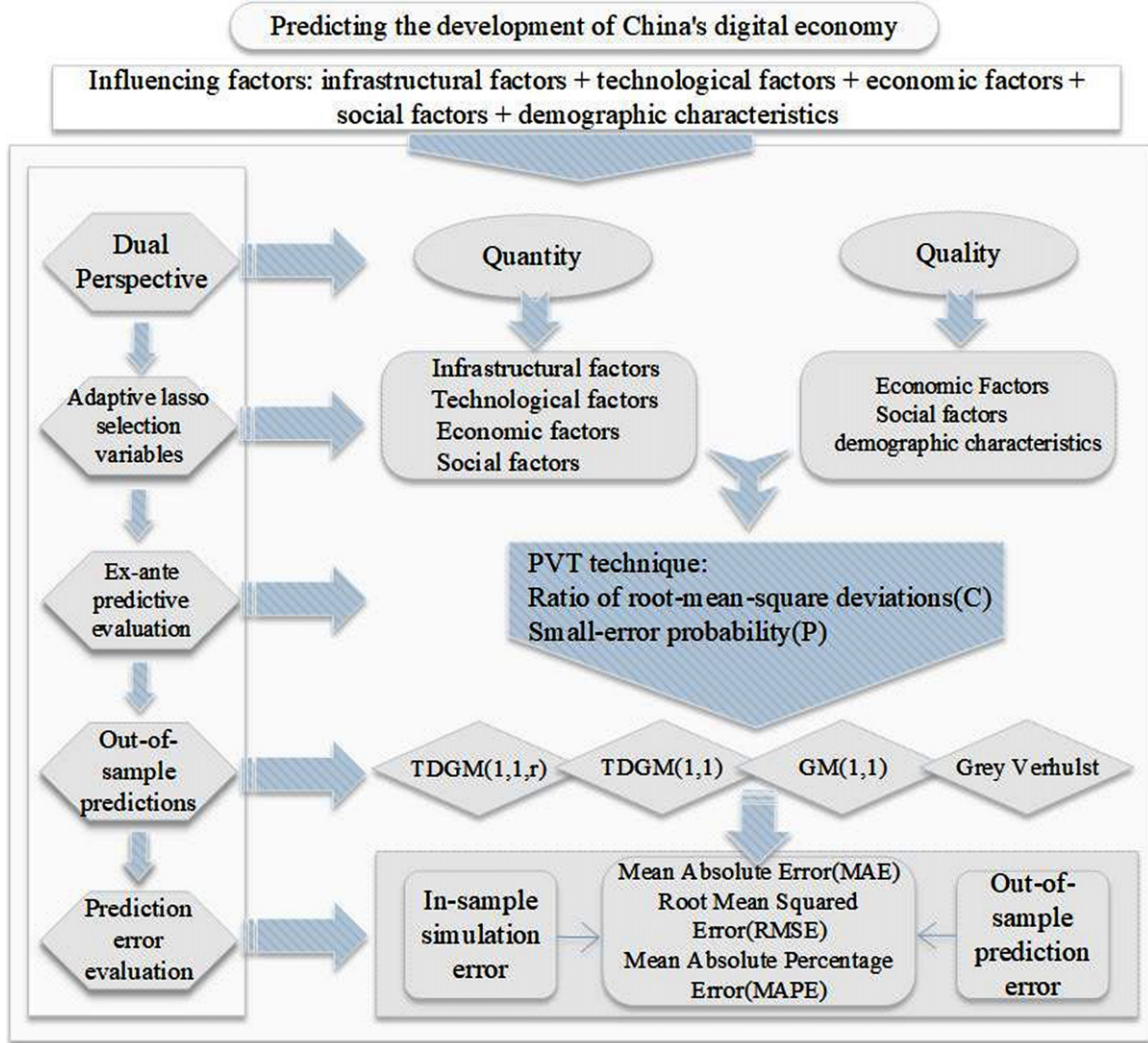 Predicting the development of China's digital economy
Influencing factors: infrastructural factors + technological factors + economic factors +
social factors + demographic characteristics
Dual
Perspective
Quantity
Quality
Adaptive lasso
selection
variables
Infrastructural factors
Technological factors
Economic factors
Social factors
Economic Factors
Social factors
demographic characteristics
Ex-ante
predictive
evaluation
PVT technique:
Ratio of root-mean-square deviations(C)
Small-error probability(P)
Out-of-
sample
predictions
TDGM(1,1,r)
TDGM(1,1)
GM(1,1)
Grey Verhulst
Prediction
error
evaluation
In-sample
simulation
error
Mean Absolute Error(MAE)
Root Mean Squared
Error(RMSE)
Mean Absolute Percentage
Error(MAPE)
Out-of-
sample
prediction
error